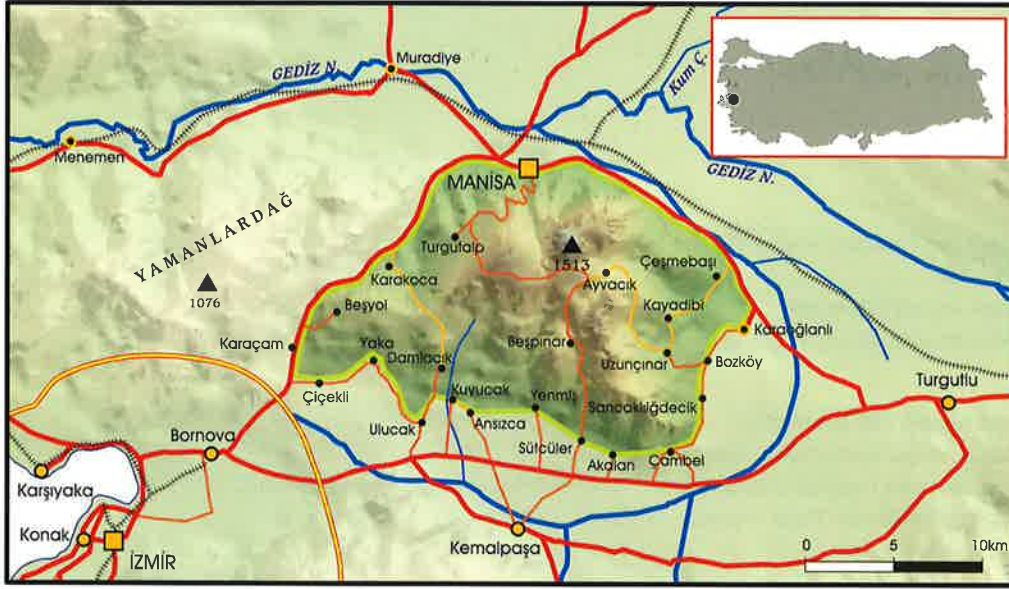 Muradiye
GEDİZ N.
Kum Ç.
Menemen
GEDİZ N.
MANİSA
YAMANLARDAĞ
1076
Turgutalp
1513
Karakoca
Ayvacık
Çeşmebaşı
Beşyol
Kayadibi
Karaoğlanlı
Karaçam
Yaka
Damlacık
Beşpınar
Uzunçınar
Bozköy
Turgutlu
Çiçekli
Kuyucak
Yenmiş
Sancaklıiğdecik
Ansızca
Ulucak
Bornova
Sütçüler
Akalan
Çambel
Karşıyaka
Konak
İZMİR
Kemalpaşa
0 5 10km